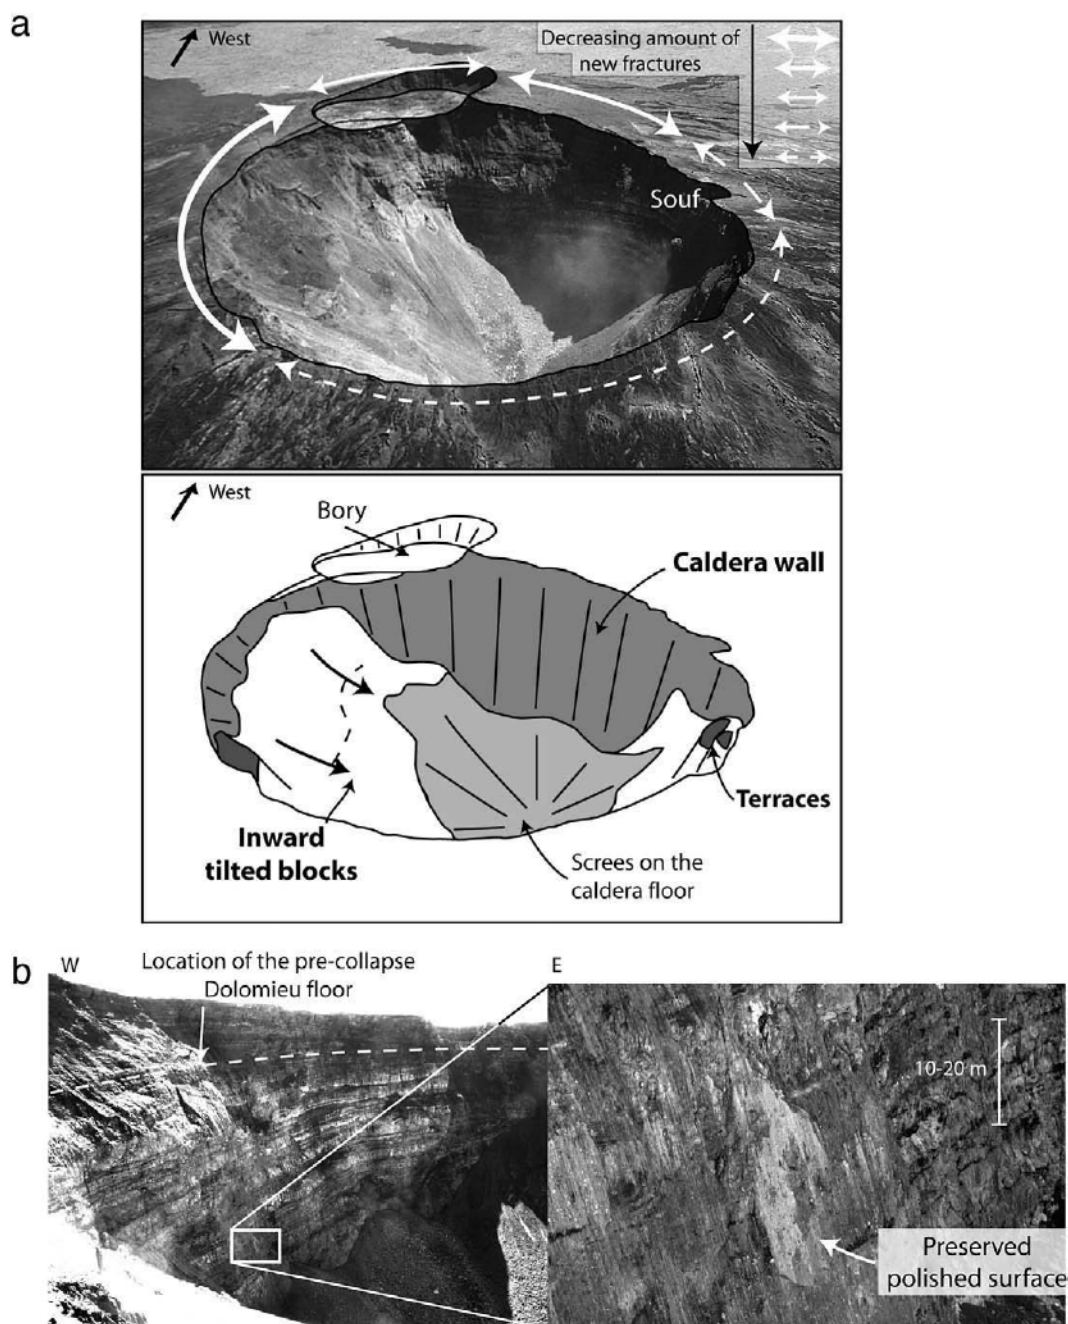 a
West
Decreasing amount of
new fractures
Souf
West
Bory
Caldera wall
Terraces
Inward
tilted blocks
Screes on the
caldera floor
b
W
Location of the pre-collapse
Dolomieu floor
E
10-20 m
Preserved
polished surface